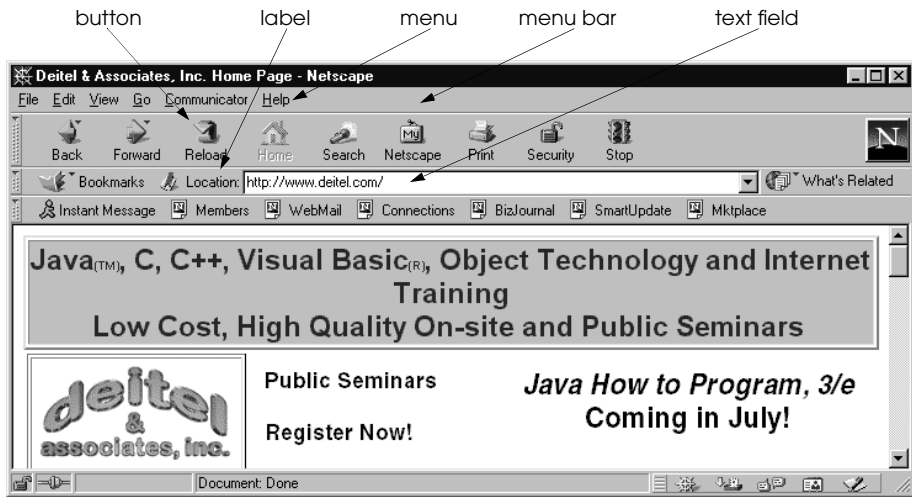 button label menu menu bar text field
Deitel & Associates, Inc. Home Page - Netscape
File Edit View Go Communicator Help
Back Forward Reload Home Search Netscape Print Security Stop
My
N
Bookmarks Location: http://www.deitel.com/ What's Related
Instant Message Members WebMail Connections BizJournal SmartUpdate Mktplace
Java(TM), C, C++, Visual Basic(R), Object Technology and Internet
Training
Low Cost, High Quality On-site and Public Seminars
deitel
&
associates, inc.
Public Seminars
Register Now!
Java How to Program, 3/e
Coming in July!
Document: Done